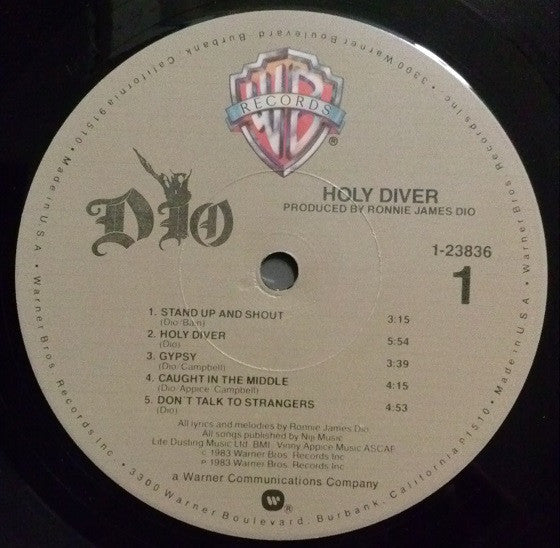 WB
RECORDS
®
DIO
HOLY DIVER
PRODUCED BY RONNIE JAMES DIO
1-23836
1
1. STAND UP AND SHOUT 3:15
(Dio/Bain)
2. HOLY DIVER 5:54
(Dio)
3. GYPSY 3:39
(Dio/Campbell)
4. CAUGHT IN THE MIDDLE 4:15
(Dio/Appice/Campbell)
5. DON'T TALK TO STRANGERS 4:53
(Dio)
All lyrics and melodies by Ronnie James Dio
All songs published by Niji Music
Life Dusting Music Ltd. BMI - Vinny Appice Music ASCAP
© 1983 Warner Bros. Records Inc.
℗ 1983 Warner Bros. Records Inc.
a Warner Communications Company
Warner Bros. Records Inc. • 3300 Warner Boulevard, Burbank, California 91510 • Made in U.S.A. • Warner Bros. Records Inc. • 3300 Warner Boulevard, Burbank, California 91510 • Made in U.S.A. •